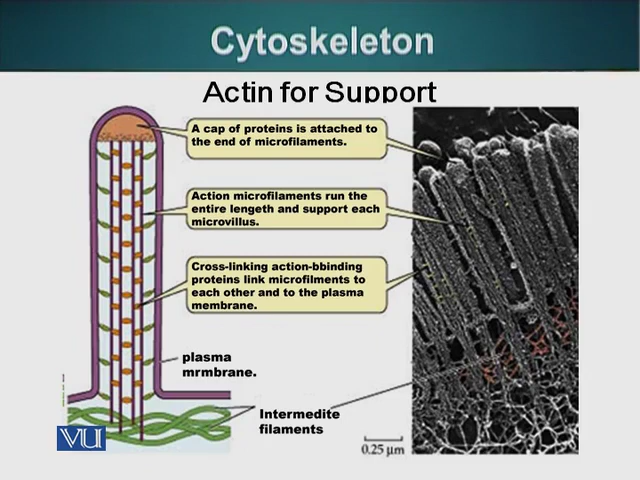 Cytoskeleton
Actin for Support
A cap of proteins is attached to
the end of microfilaments.
Action microfilaments run the
entire lengeth and support each
microvillus.
Cross-linking action-bbinding
proteins link microfilments to
each other and to the plasma
membrane.
plasma
mrmbrane.
Intermedite
filaments
VU
0.25 µm